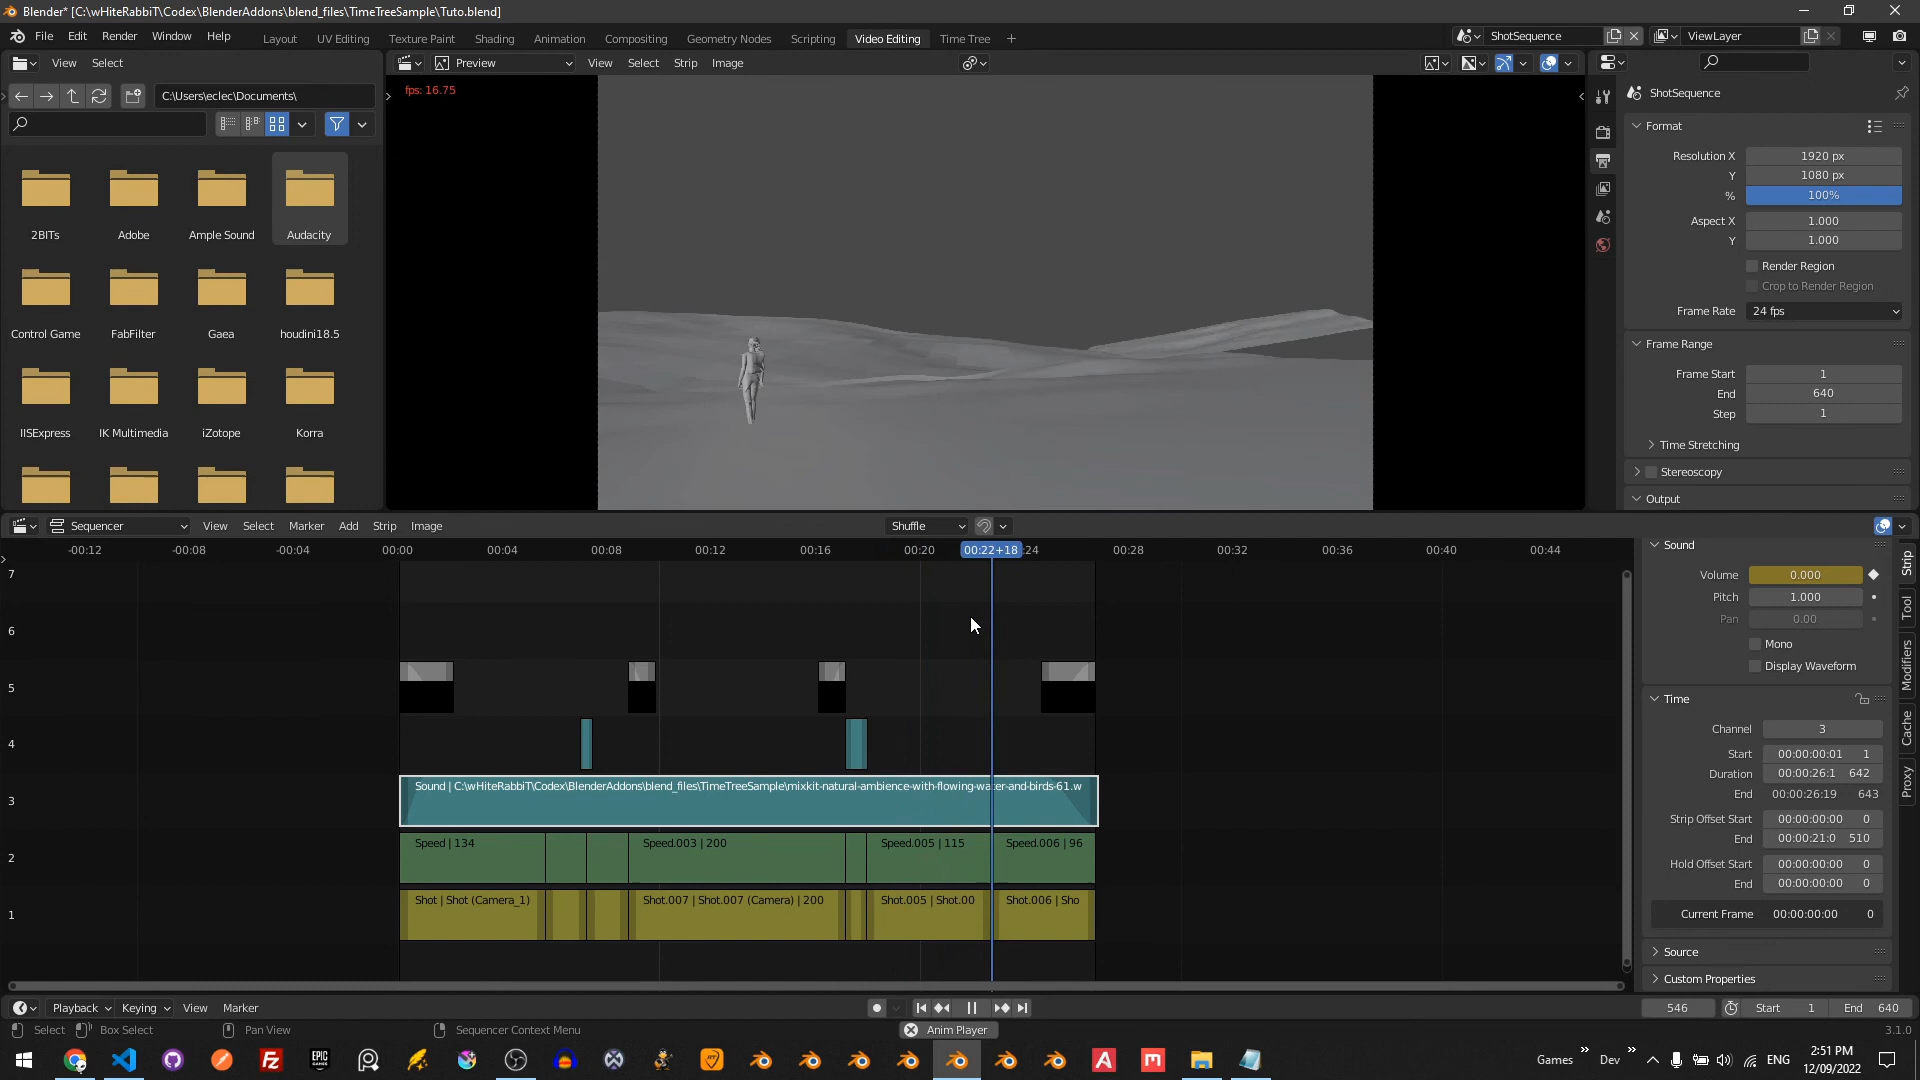 Blender* [C:\wHiteRabbiT\Codex\BlenderAddons\blend_files\TimeTreeSample\Tuto.blend]
File Edit Render Window Help Layout UV Editing Texture Paint Shading Animation Compositing Geometry Nodes Scripting Video Editing Time Tree + ShotSequence ViewLayer
View Select Preview View Select Strip Image
C:\Users\eclec\Documents\
fps: 16.75
ShotSequence
2BITs Adobe Ample Sound Audacity
Control Game FabFilter Gaea houdini18.5
IISExpress IK Multimedia iZotope Korra
Format
Resolution X 1920 px
Y 1080 px
% 100%
Aspect X 1.000
Y 1.000
Render Region
Crop to Render Region
Frame Rate 24 fps
Frame Range
Frame Start 1
End 640
Step 1
Time Stretching
Stereoscopy
Output
Sequencer View Select Marker Add Strip Image Shuffle
-00:12 -00:08 -00:04 00:00 00:04 00:08 00:12 00:16 00:20 00:22+18 :24 00:28 00:32 00:36 00:40 00:44
7
6
5
4
3
Sound | C:\wHiteRabbiT\Codex\BlenderAddons\blend_files\TimeTreeSample\mixkit-natural-ambience-with-flowing-water-and-birds-61.w
2
Speed | 134 Speed.003 | 200 Speed.005 | 115 Speed.006 | 96
1
Shot | Shot (Camera_1) Shot.007 | Shot.007 (Camera) | 200 Shot.005 | Shot.00 Shot.006 | Sho
Sound
Volume 0.000
Pitch 1.000
Pan 0.00
Mono
Display Waveform
Time
Channel 3
Start 00:00:00:01 1
Duration 00:00:26:1 642
End 00:00:26:19 643
Strip Offset Start 00:00:00:00 0
End 00:00:21:0 510
Hold Offset Start 00:00:00:00 0
End 00:00:00:00 0
Current Frame 00:00:00:00 0
Source
Custom Properties
Strip
Tool
Modifiers
Cache
Proxy
Playback Keying View Marker 546 Start 1 End 640
Select Box Select Pan View Sequencer Context Menu Anim Player 3.1.0
EPIC GAMES Games Dev ENG 2:51 PM
12/09/2022